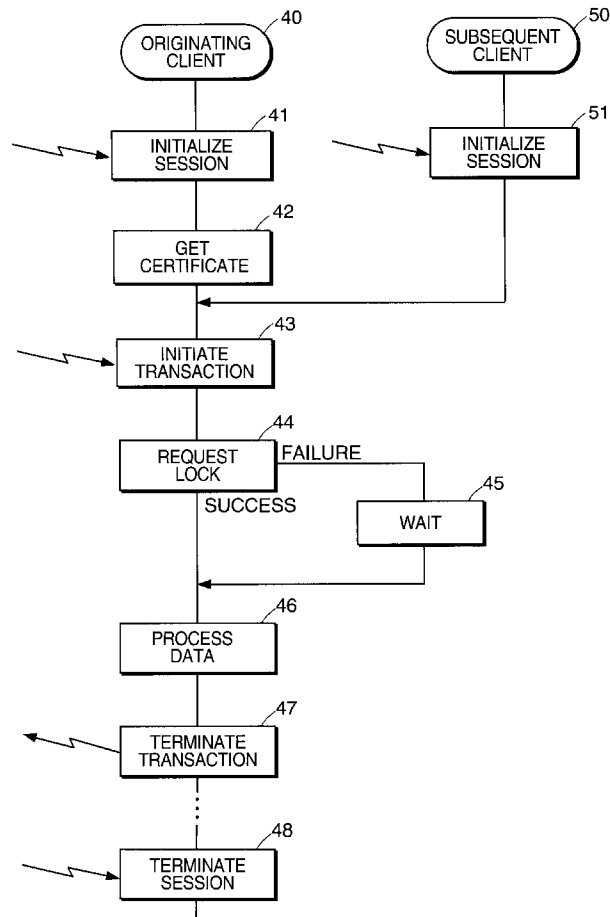 40
ORIGINATING
CLIENT
50
SUBSEQUENT
CLIENT
41
INITIALIZE
SESSION
51
INITIALIZE
SESSION
42
GET
CERTIFICATE
43
INITIATE
TRANSACTION
44
REQUEST
LOCK
FAILURE
SUCCESS
45
WAIT
46
PROCESS
DATA
47
TERMINATE
TRANSACTION
48
TERMINATE
SESSION